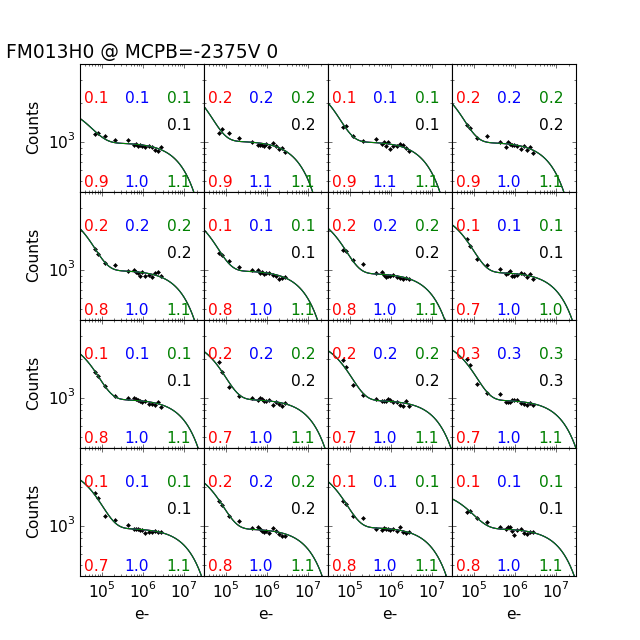 FM013H0 @ MCPB=-2375V 0
0.1 0.1 0.1 0.2 0.2 0.2 0.1 0.1 0.1 0.2 0.2 0.2
0.1 0.2 0.1 0.2
Counts
10³
0.9 1.0 1.1 0.9 1.1 1.1 0.9 1.1 1.1 0.9 1.0 1.1
0.2 0.2 0.2 0.1 0.1 0.1 0.2 0.2 0.2 0.1 0.1 0.1
0.2 0.1 0.2 0.1
Counts
10³
0.8 1.0 1.1 0.8 1.0 1.1 0.8 1.0 1.1 0.7 1.0 1.0
0.1 0.1 0.1 0.2 0.2 0.2 0.2 0.2 0.2 0.3 0.3 0.3
0.1 0.2 0.2 0.3
Counts
10³
0.8 1.0 1.1 0.7 1.0 1.1 0.7 1.0 1.1 0.7 1.0 1.1
0.1 0.1 0.1 0.2 0.2 0.2 0.1 0.1 0.1 0.1 0.1 0.1
0.1 0.2 0.1 0.1
Counts
10³
0.7 1.0 1.1 0.8 1.0 1.1 0.8 1.0 1.1 0.8 1.0 1.1
10⁵ 10⁶ 10⁷ 10⁵ 10⁶ 10⁷ 10⁵ 10⁶ 10⁷ 10⁵ 10⁶ 10⁷
e- e- e- e-